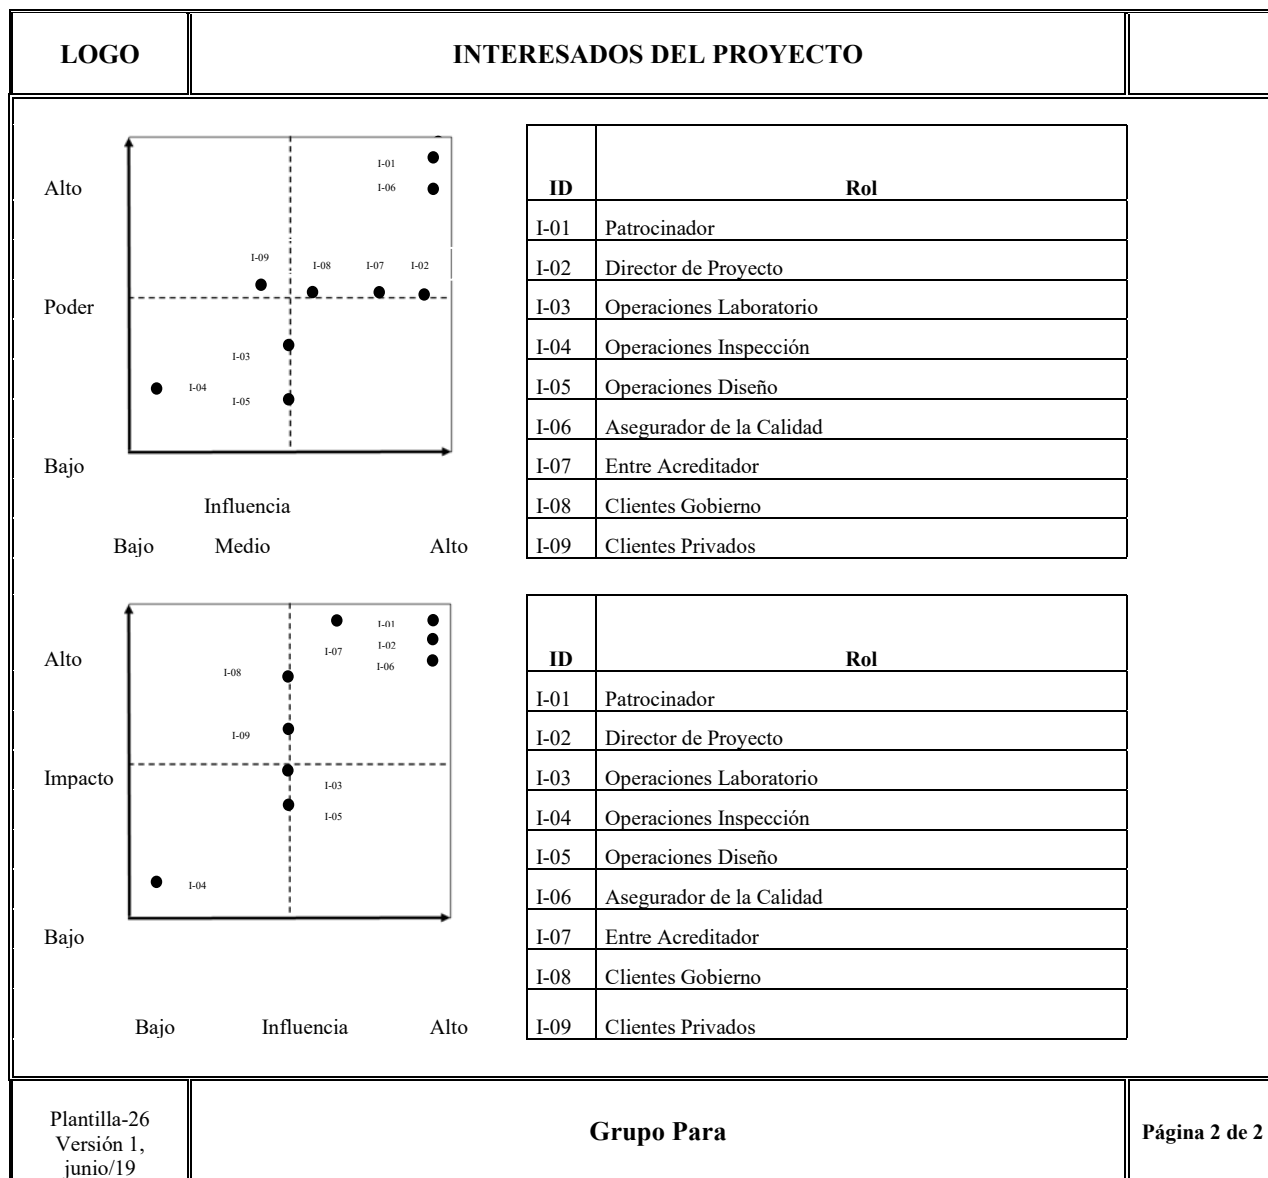 LOGO
INTERESADOS DEL PROYECTO
I-01
Alto
I-06
I-09
I-08
I-07
I-02
Poder
I-03
I-04
I-05
Bajo
Influencia
Bajo Medio Alto
ID Rol
I-01 Patrocinador
I-02 Director de Proyecto
I-03 Operaciones Laboratorio
I-04 Operaciones Inspección
I-05 Operaciones Diseño
I-06 Asegurador de la Calidad
I-07 Entre Acreditador
I-08 Clientes Gobierno
I-09 Clientes Privados
I-01
I-02
I-07
Alto
I-06
I-08
I-09
Impacto
I-03
I-05
I-04
Bajo
Bajo Influencia Alto
ID Rol
I-01 Patrocinador
I-02 Director de Proyecto
I-03 Operaciones Laboratorio
I-04 Operaciones Inspección
I-05 Operaciones Diseño
I-06 Asegurador de la Calidad
I-07 Entre Acreditador
I-08 Clientes Gobierno
I-09 Clientes Privados
Plantilla-26
Versión 1,
junio/19
Grupo Para
Página 2 de 2